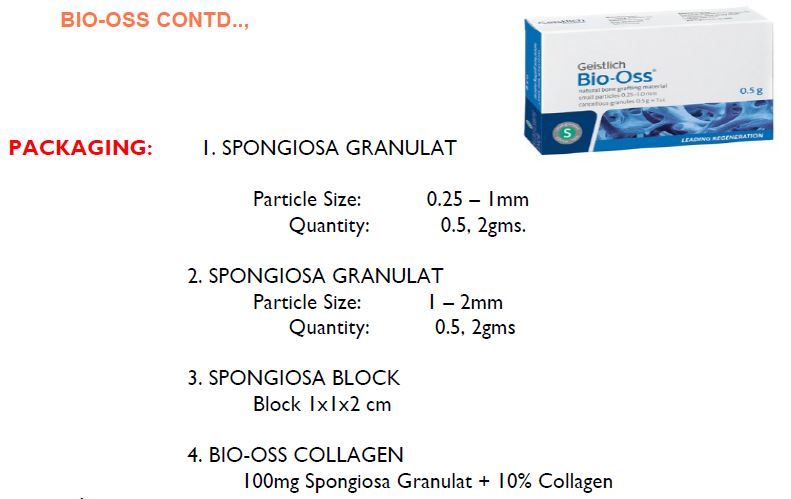 BIO-OSS CONTD..,
Geistlich
Bio-Oss®
natural bone grafting material
small particles 0.25-1.0 mm
cancellous granules 0.5 g = 1 cc
0.5 g
S
LEADING REGENERATION
PACKAGING: 1. SPONGIOSA GRANULAT
Particle Size: 0.25 – 1mm
Quantity: 0.5, 2gms.
2. SPONGIOSA GRANULAT
Particle Size: 1 – 2mm
Quantity: 0.5, 2gms
3. SPONGIOSA BLOCK
Block 1x1x2 cm
4. BIO-OSS COLLAGEN
100mg Spongiosa Granulat + 10% Collagen